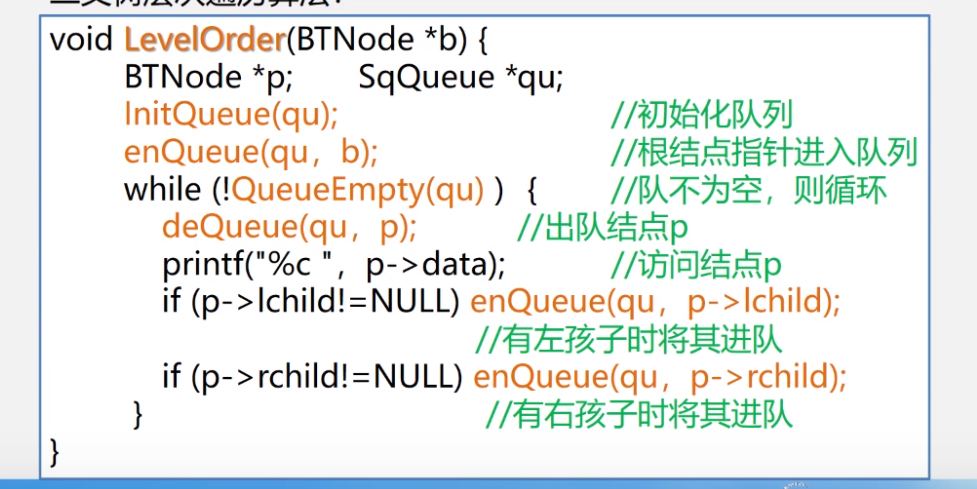 void LevelOrder(BTNode *b) {
BTNode *p; SqQueue *qu;
InitQueue(qu); //初始化队列
enQueue(qu，b); //根结点指针进入队列
while (!QueueEmpty(qu) ) { //队不为空，则循环
deQueue(qu，p); //出队结点p
printf("%c "，p->data); //访问结点p
if (p->lchild!=NULL) enQueue(qu，p->lchild);
//有左孩子时将其进队
if (p->rchild!=NULL) enQueue(qu，p->rchild);
} //有右孩子时将其进队
}